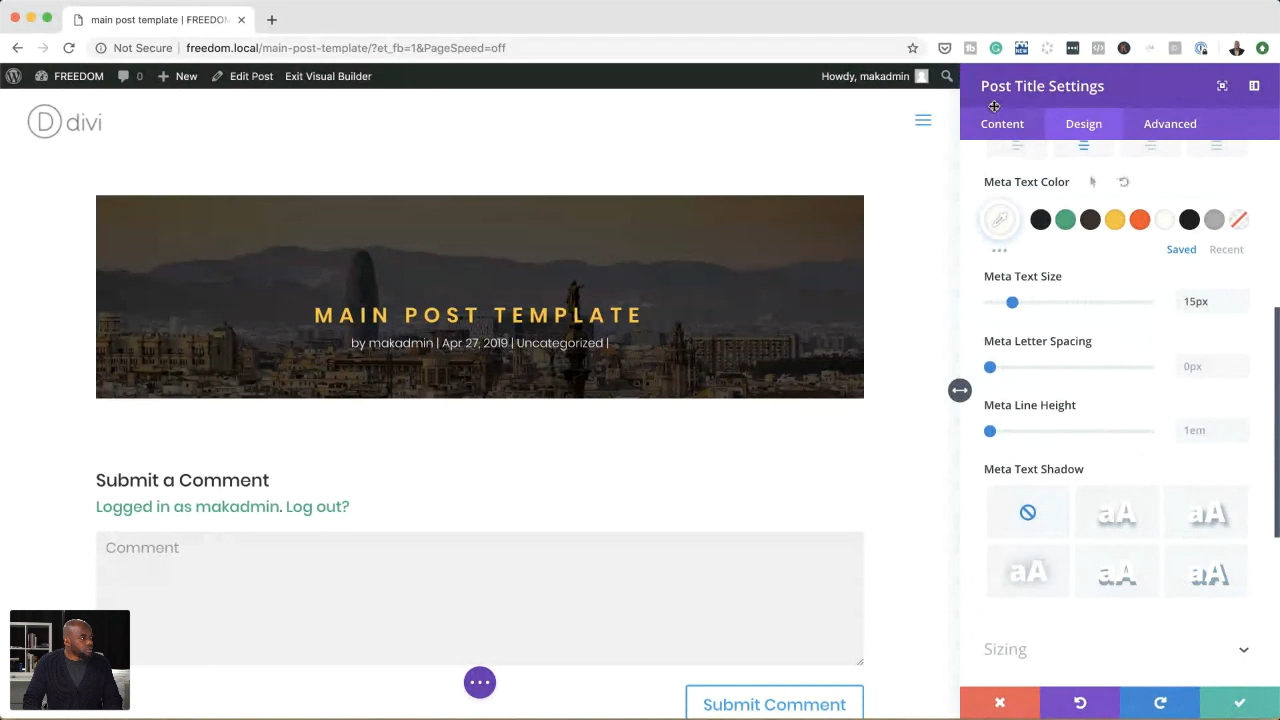 main post template | FREEDOM
Not Secure | freedom.local/main-post-template/?et_fb=1&PageSpeed=off
FREEDOM 0 New Edit Post Exit Visual Builder Howdy, makadmin
D divi
MAIN POST TEMPLATE
by makadmin | Apr 27, 2019 | Uncategorized |
Submit a Comment
Logged in as makadmin. Log out?
Comment
Submit Comment
Post Title Settings
Content Design Advanced
Meta Text Color
Saved Recent
Meta Text Size
15px
Meta Letter Spacing
0px
Meta Line Height
1em
Meta Text Shadow
aA aA
aA aA aA
Sizing